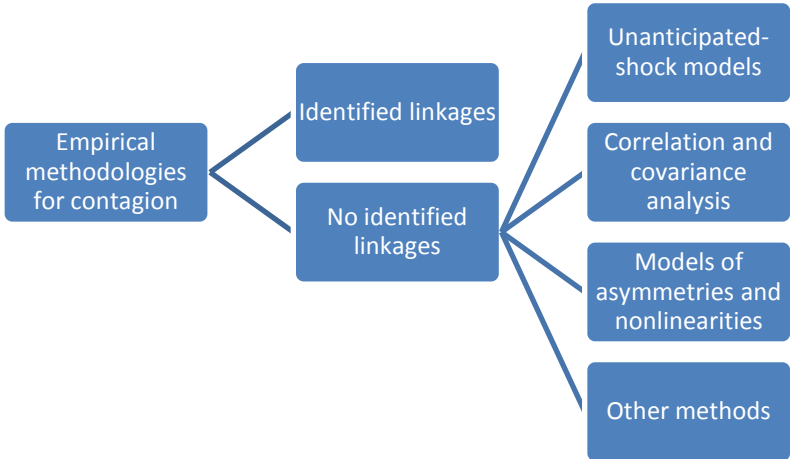 Empirical
methodologies
for contagion
Identified linkages
No identified
linkages
Unanticipated-
shock models
Correlation and
covariance
analysis
Models of
asymmetries and
nonlinearities
Other methods